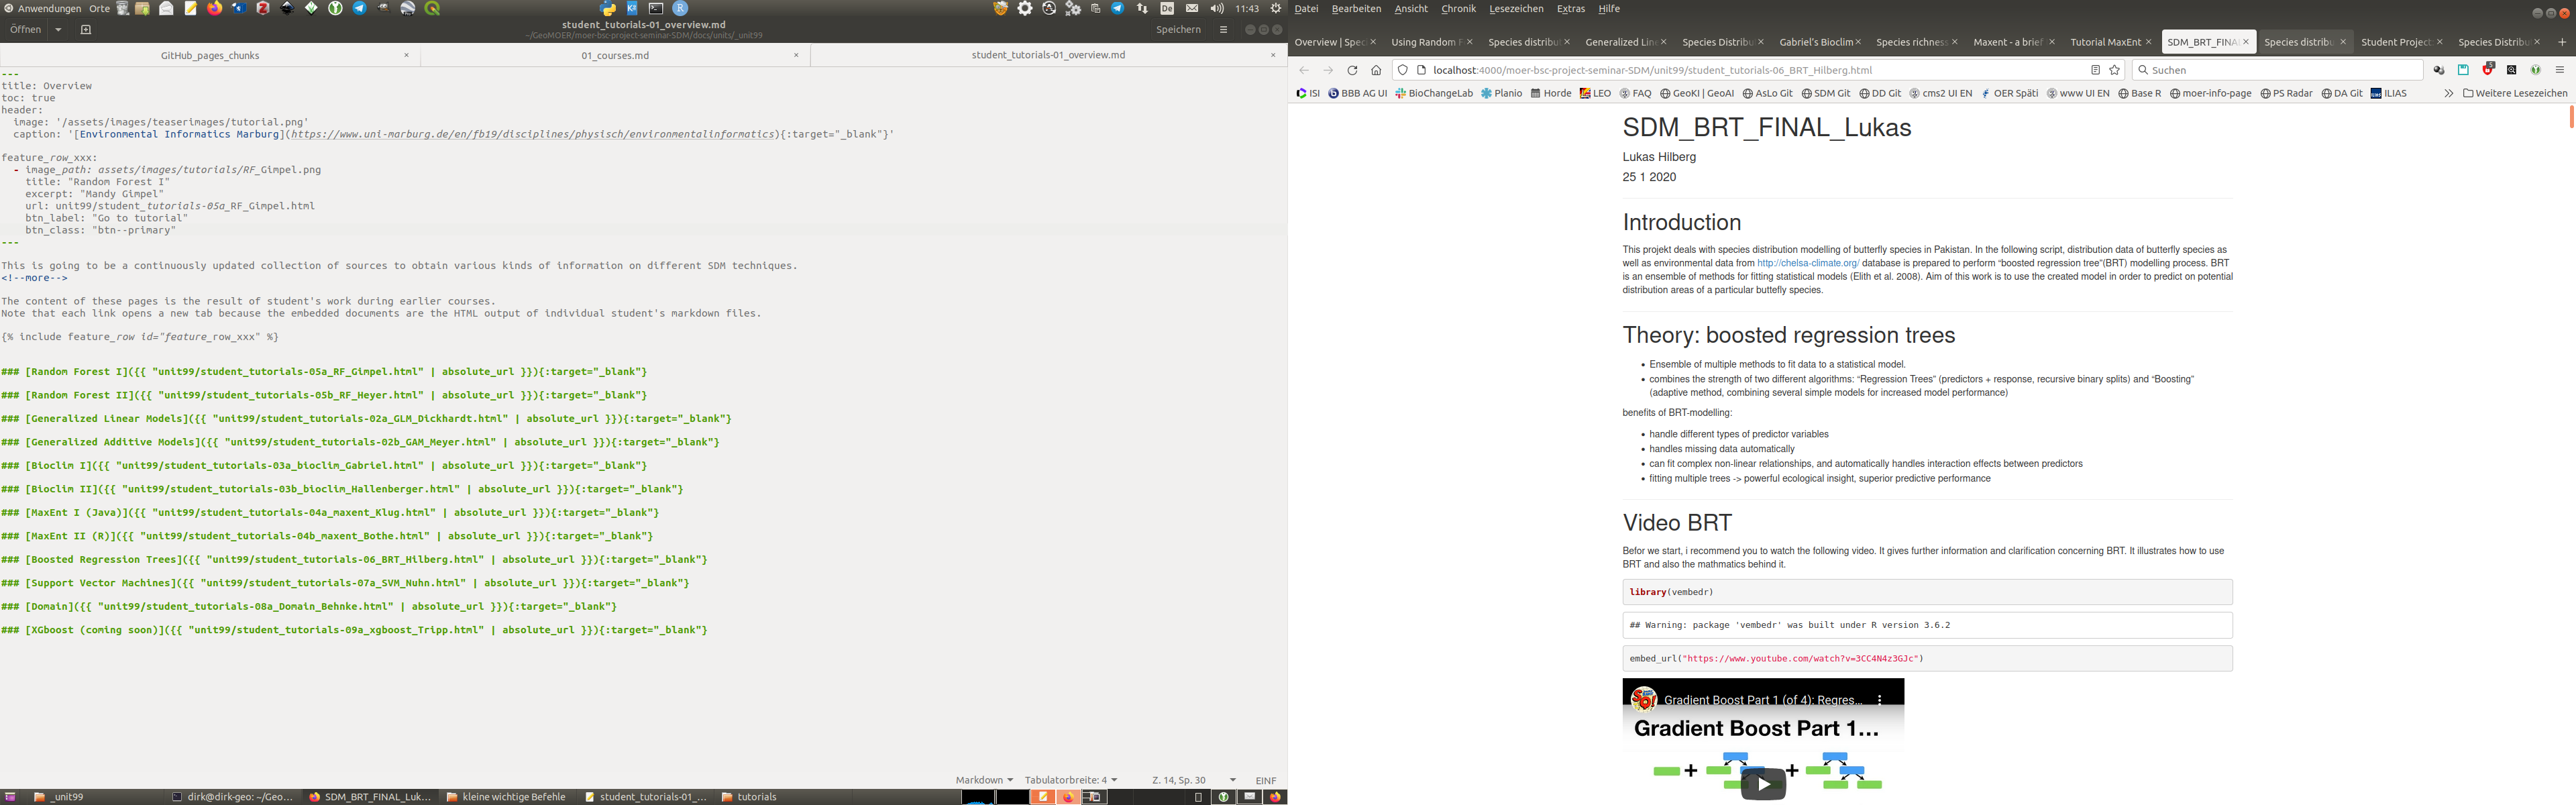 Anwendungen Orte De 11:43
Öffnen student_tutorials-01_overview.md Speichern
~/GeoMOER/moer-bsc-project-seminar-SDM/docs/units/_unit99
GitHub_pages_chunks × 01_courses.md × student_tutorials-01_overview.md ×
---
title: Overview
toc: true
header:
  image: '/assets/images/teaserimages/tutorial.png'
  caption: '[Environmental Informatics Marburg](https://www.uni-marburg.de/en/fb19/disciplines/physisch/environmentalinformatics){:target="_blank"}'
feature_row_xxx:
  - image_path: assets/images/tutorials/RF_Gimpel.png
    title: "Random Forest I"
    excerpt: "Mandy Gimpel"
    url: unit99/student_tutorials-05a_RF_Gimpel.html
    btn_label: "Go to tutorial"
    btn_class: "btn--primary"
---
This is going to be a continuously updated collection of sources to obtain various kinds of information on different SDM techniques.
<!--more-->
The content of these pages is the result of student's work during earlier courses.
Note that each link opens a new tab because the embedded documents are the HTML output of individual student's markdown files.
{% include feature_row id="feature_row_xxx" %}
### [Random Forest I]({{ "unit99/student_tutorials-05a_RF_Gimpel.html" | absolute_url }}){:target="_blank"}
### [Random Forest II]({{ "unit99/student_tutorials-05b_RF_Heyer.html" | absolute_url }}){:target="_blank"}
### [Generalized Linear Models]({{ "unit99/student_tutorials-02a_GLM_Dickhardt.html" | absolute_url }}){:target="_blank"}
### [Generalized Additive Models]({{ "unit99/student_tutorials-02b_GAM_Meyer.html" | absolute_url }}){:target="_blank"}
### [Bioclim I]({{ "unit99/student_tutorials-03a_bioclim_Gabriel.html" | absolute_url }}){:target="_blank"}
### [Bioclim II]({{ "unit99/student_tutorials-03b_bioclim_Hallenberger.html" | absolute_url }}){:target="_blank"}
### [MaxEnt I (Java)]({{ "unit99/student_tutorials-04a_maxent_Klug.html" | absolute_url }}){:target="_blank"}
### [MaxEnt II (R)]({{ "unit99/student_tutorials-04b_maxent_Bothe.html" | absolute_url }}){:target="_blank"}
### [Boosted Regression Trees]({{ "unit99/student_tutorials-06_BRT_Hilberg.html" | absolute_url }}){:target="_blank"}
### [Support Vector Machines]({{ "unit99/student_tutorials-07a_SVM_Nuhn.html" | absolute_url }}){:target="_blank"}
### [Domain]({{ "unit99/student_tutorials-08a_Domain_Behnke.html" | absolute_url }}){:target="_blank"}
### [XGboost (coming soon)]({{ "unit99/student_tutorials-09a_xgboost_Tripp.html" | absolute_url }}){:target="_blank"}
Markdown Tabulatorbreite: 4 Z. 14, Sp. 30 EINF
_unit99 dirk@dirk-geo: ~/Geo... SDM_BRT_FINAL_Luk... kleine wichtige Befehle student_tutorials-01_... tutorials
Datei Bearbeiten Ansicht Chronik Lesezeichen Extras Hilfe
Overview | Spec × Using Random F × Species distribut × Generalized Line × Species Distribu × Gabriel's Bioclim × Species richness × Maxent - a brief × Tutorial MaxEnt × SDM_BRT_FINA × Species distribu × Student Project × Species Distribu × +
localhost:4000/moer-bsc-project-seminar-SDM/unit99/student_tutorials-06_BRT_Hilberg.html Suchen
ISI BBB AG UI BioChangeLab Planio Horde LEO FAQ GeoKI | GeoAI AsLo Git SDM Git DD Git cms2 UI EN OER Späti www UI EN Base R moer-info-page PS Radar DA Git ILIAS Weitere Lesezeichen
SDM_BRT_FINAL_Lukas
Lukas Hilberg
25 1 2020
Introduction
This projekt deals with species distribution modelling of butterfly species in Pakistan. In the following script, distribution data of butterfly species as
well as environmental data from http://chelsa-climate.org/ database is prepared to perform “boosted regression tree”(BRT) modelling process. BRT
is an ensemble of methods for fitting statistical models (Elith et al. 2008). Aim of this work is to use the created model in order to predict on potential
distribution areas of a particular buttefly species.
Theory: boosted regression trees
• Ensemble of multiple methods to fit data to a statistical model.
• combines the strength of two different algorithms: “Regression Trees” (predictors + response, recursive binary splits) and “Boosting”
(adaptive method, combining several simple models for increased model performance)
benefits of BRT-modelling:
• handle different types of predictor variables
• handles missing data automatically
• can fit complex non-linear relationships, and automatically handles interaction effects between predictors
• fitting multiple trees -> powerful ecological insight, superior predictive performance
Video BRT
Befor we start, i recommend you to watch the following video. It gives further information and clarification concerning BRT. It illustrates how to use
BRT and also the mathmatics behind it.
library(vembedr)
## Warning: package 'vembedr' was built under R version 3.6.2
embed_url("https://www.youtube.com/watch?v=3CC4N4z3GJc")
Gradient Boost Part 1 (of 4): Regres...
Gradient Boost Part 1...
+ +